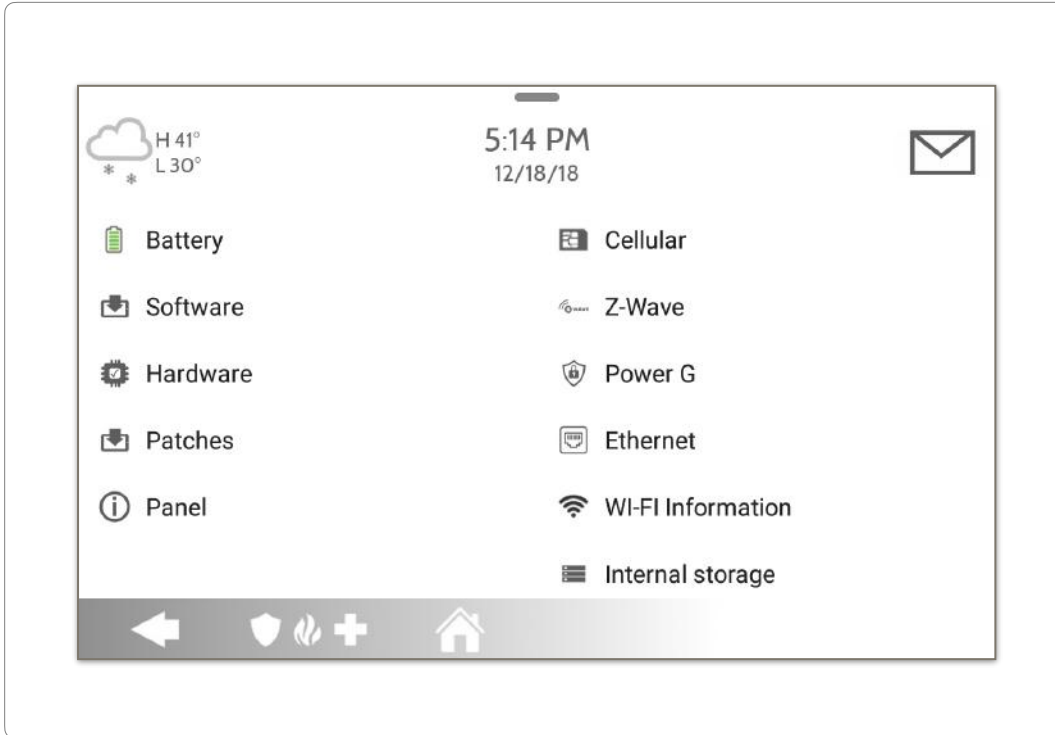 H 41°
L 30°
5:14 PM
12/18/18
Battery
Software
Hardware
Patches
Panel
Cellular
Z-Wave
Power G
Ethernet
WI-FI Information
Internal storage